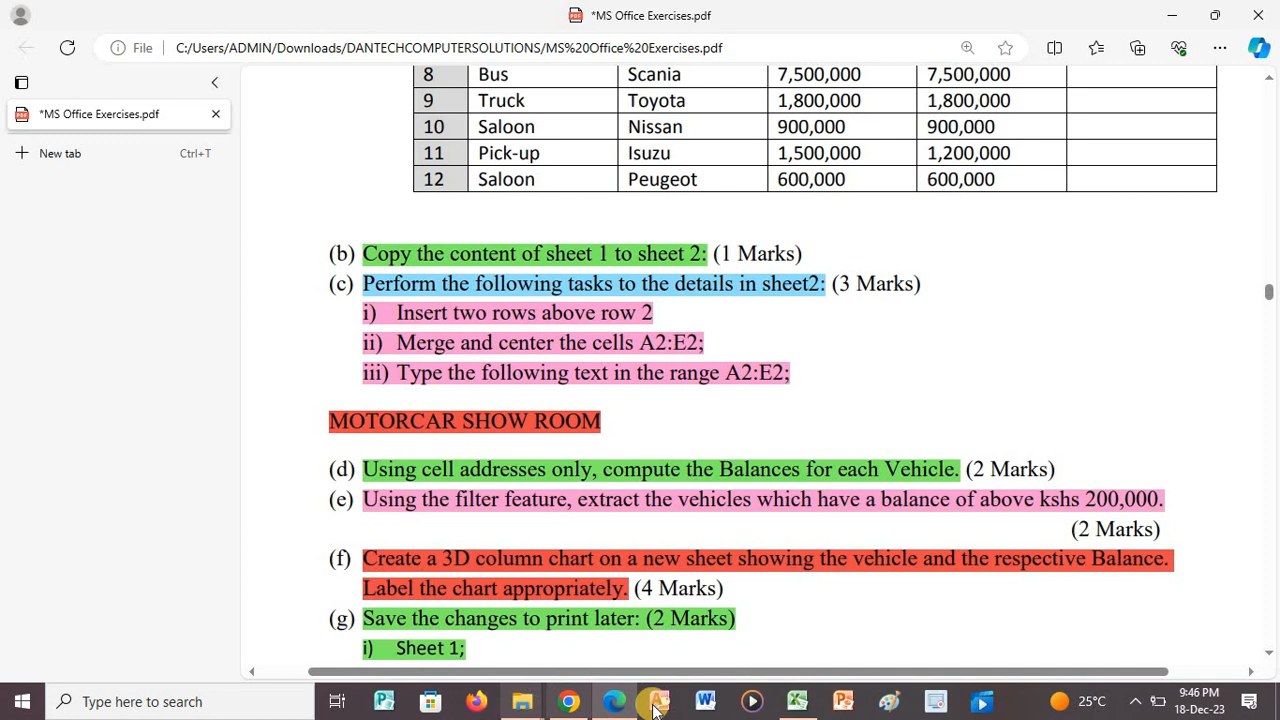 *MS Office Exercises.pdf
File C:/Users/ADMIN/Downloads/DANTECHCOMPUTERSOLUTIONS/MS%20Office%20Exercises.pdf
*MS Office Exercises.pdf
New tab Ctrl+T
8 Bus Scania 7,500,000 7,500,000
9 Truck Toyota 1,800,000 1,800,000
10 Saloon Nissan 900,000 900,000
11 Pick-up Isuzu 1,500,000 1,200,000
12 Saloon Peugeot 600,000 600,000
(b) Copy the content of sheet 1 to sheet 2: (1 Marks)
(c) Perform the following tasks to the details in sheet2: (3 Marks)
i) Insert two rows above row 2
ii) Merge and center the cells A2:E2;
iii) Type the following text in the range A2:E2;
MOTORCAR SHOW ROOM
(d) Using cell addresses only, compute the Balances for each Vehicle. (2 Marks)
(e) Using the filter feature, extract the vehicles which have a balance of above kshs 200,000.
(2 Marks)
(f) Create a 3D column chart on a new sheet showing the vehicle and the respective Balance.
Label the chart appropriately. (4 Marks)
(g) Save the changes to print later: (2 Marks)
i) Sheet 1;
Type here to search
25°C
9:46 PM
18-Dec-23